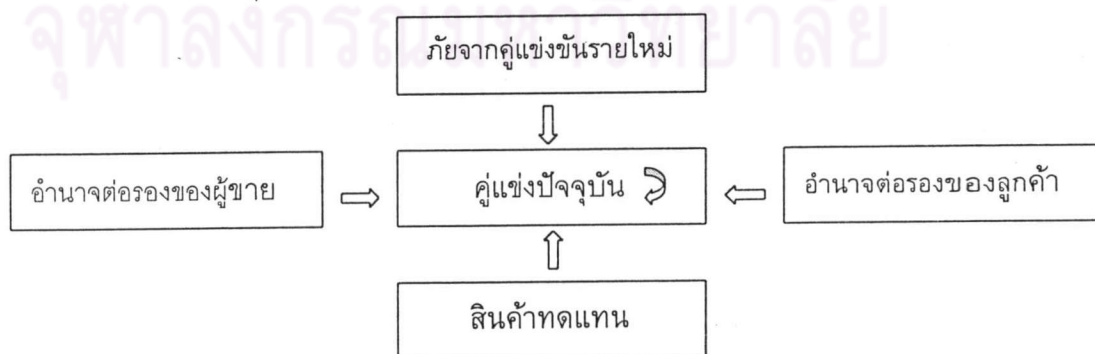 จุฬาลงกรณมหาวิทยาลัย
ภัยจากคู่แข่งขันรายใหม่
อำนาจต่อรองของผู้ขาย
คู่แข่งปัจจุบัน
อำนาจต่อรองของลูกค้า
สินค้าทดแทน